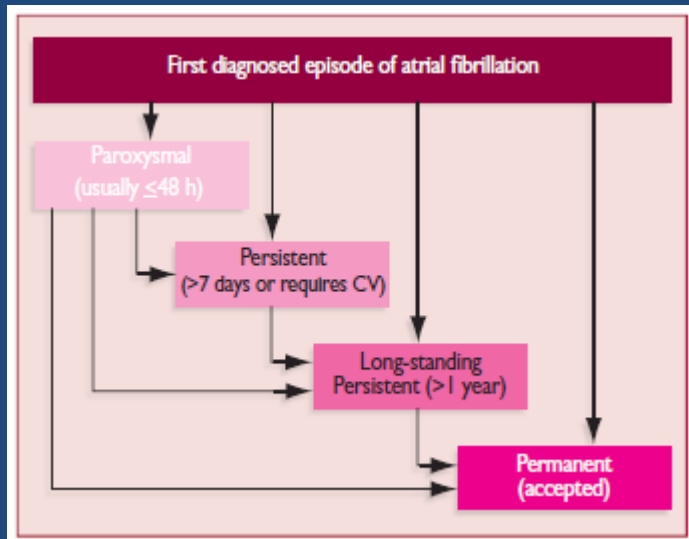 First diagnosed episode of atrial fibrillation
Paroxysmal
(usually ≤48 h)
Persistent
(>7 days or requires CV)
Long-standing
Persistent (>1 year)
Permanent
(accepted)